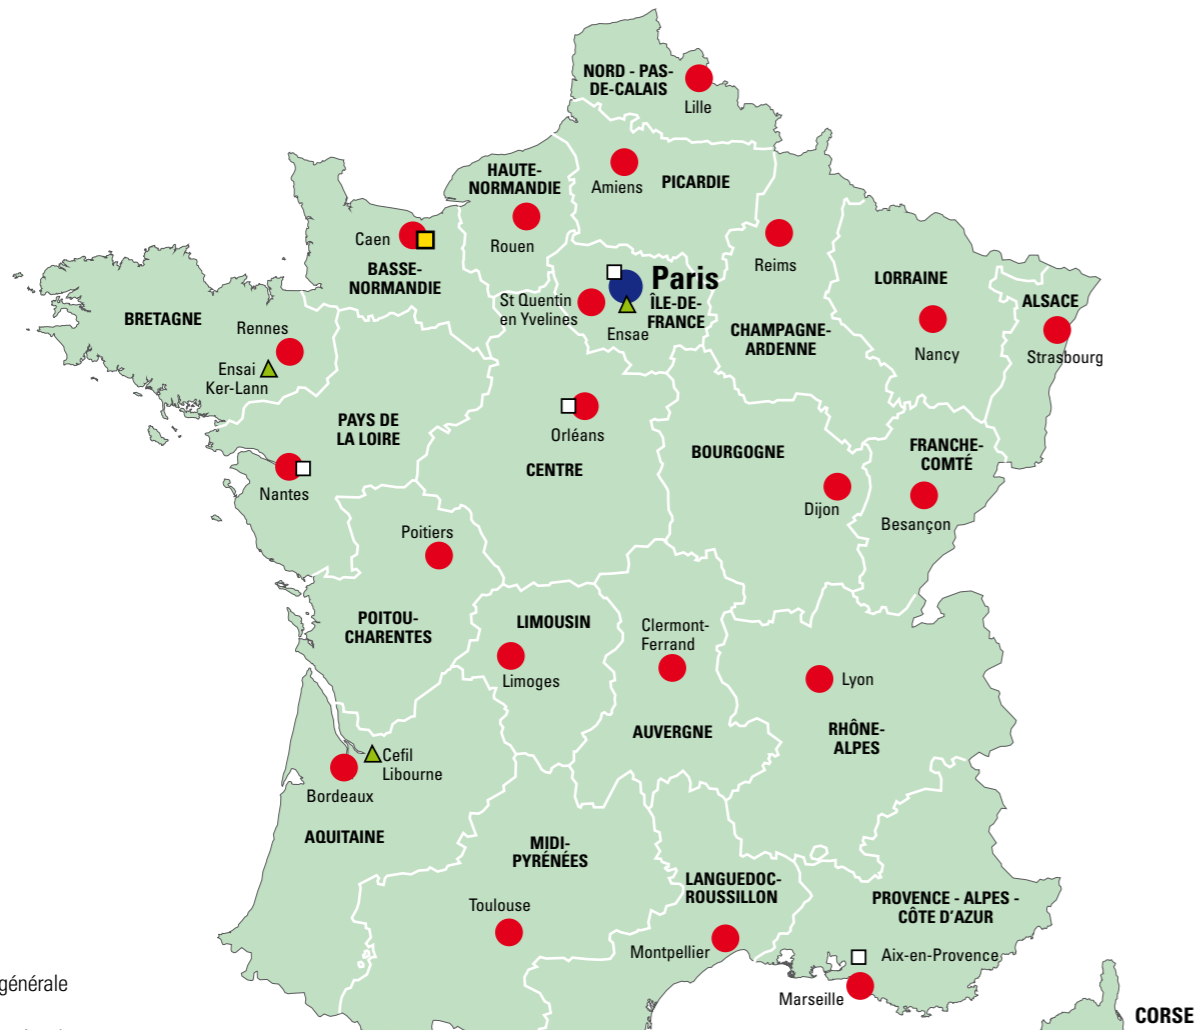 NORD - PAS-
DE-CALAIS
Lille
HAUTE-
NORMANDIE
Amiens
PICARDIE
Rouen
Caen
BASSE-
NORMANDIE
Reims
LORRAINE
Paris
ÎLE-DE-
FRANCE
St Quentin
en Yvelines
Ensae
CHAMPAGNE-
ARDENNE
Nancy
ALSACE
Strasbourg
BRETAGNE
Rennes
Ensai
Ker-Lann
PAYS DE
LA LOIRE
Nantes
Orléans
CENTRE
BOURGOGNE
Dijon
FRANCHE-
COMTÉ
Besançon
Poitiers
POITOU-
CHARENTES
LIMOUSIN
Limoges
Clermont-
Ferrand
AUVERGNE
Lyon
RHÔNE-
ALPES
Cefil
Libourne
Bordeaux
AQUITAINE
MIDI-
PYRÉNÉES
Toulouse
LANGUEDOC-
ROUSSILLON
Montpellier
PROVENCE - ALPES -
CÔTE D'AZUR
Aix-en-Provence
Marseille
générale
CORSE